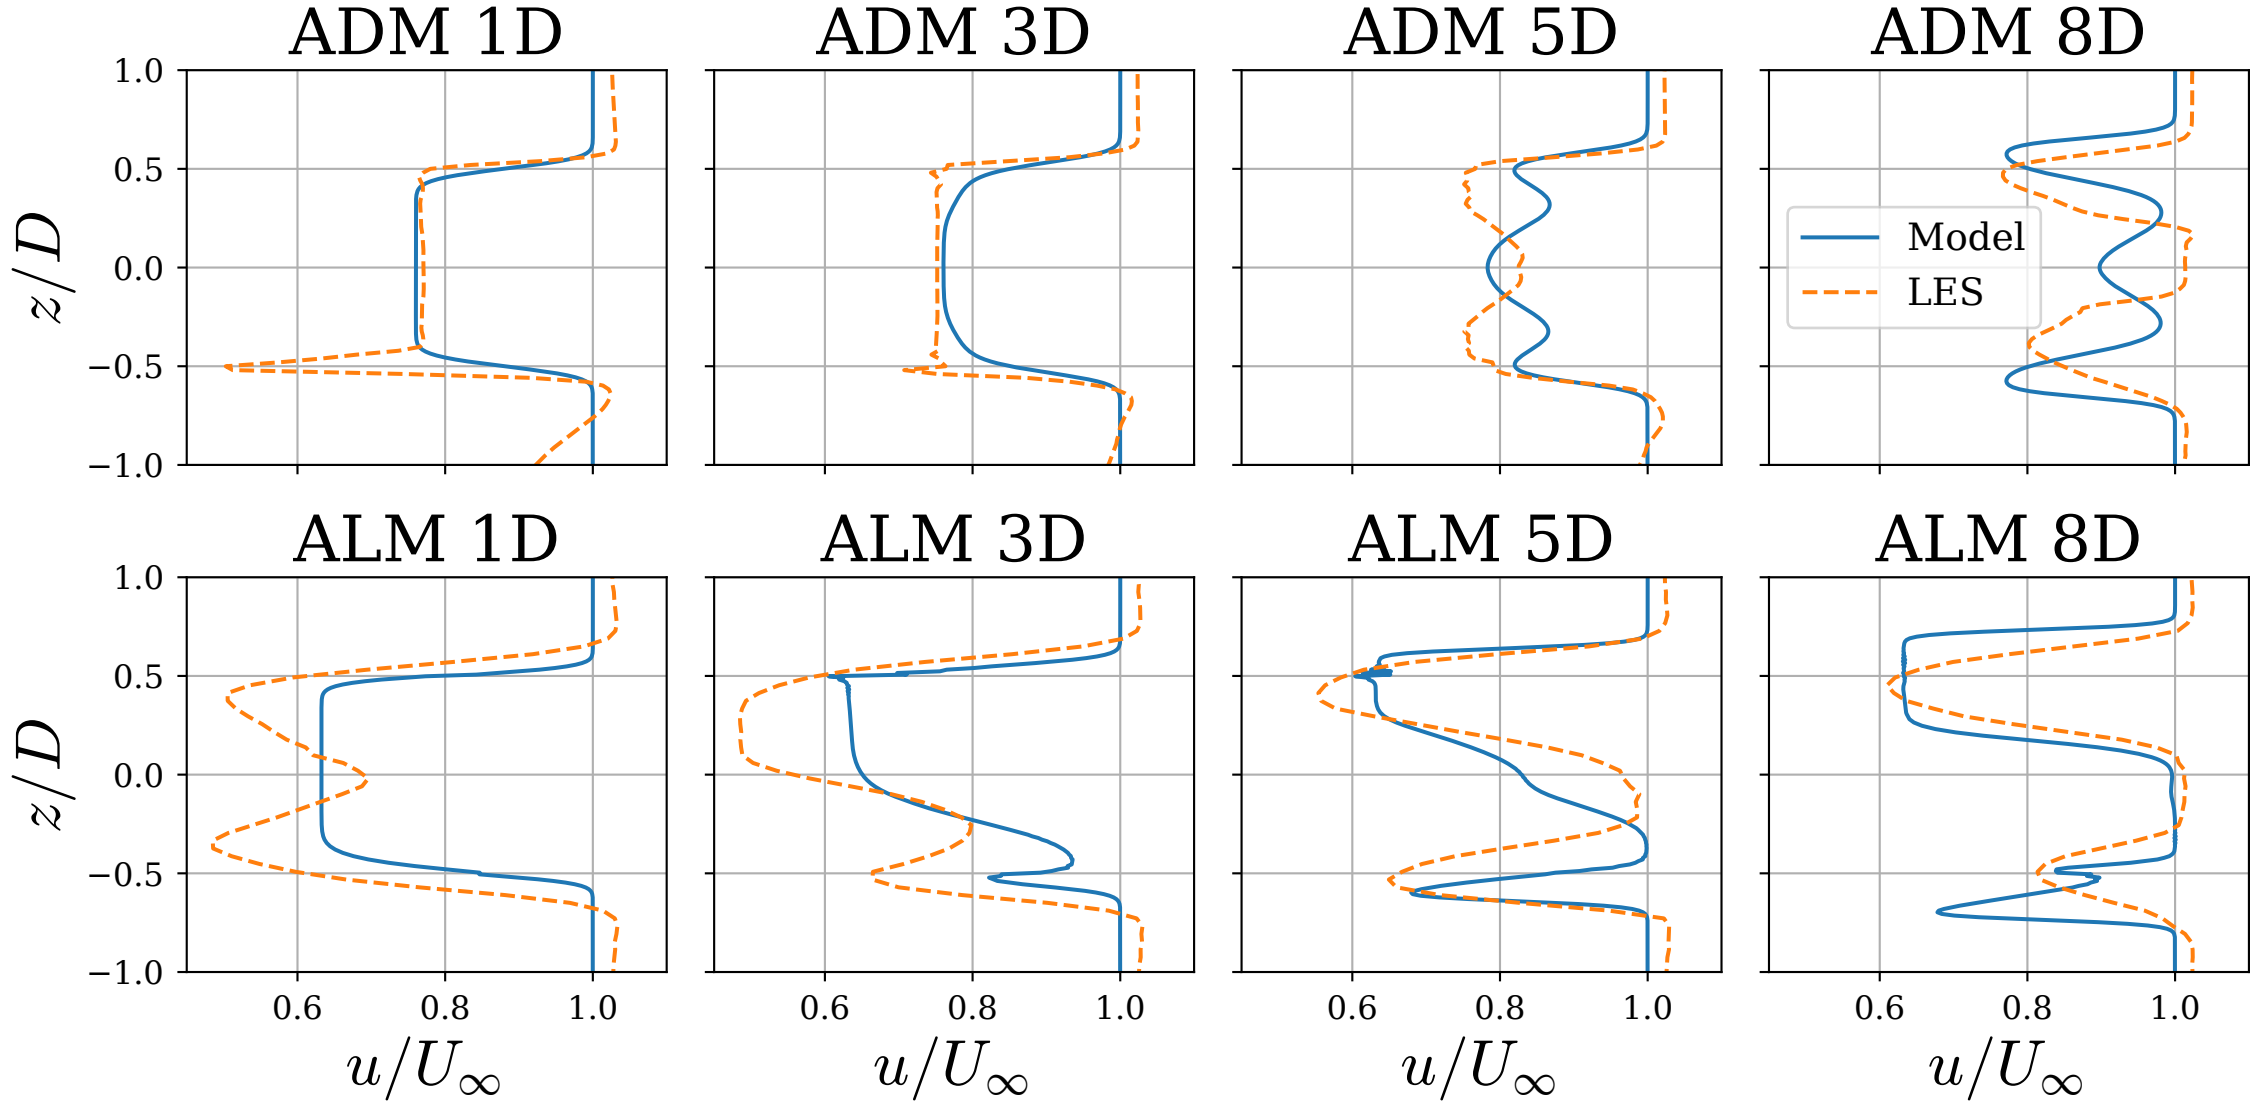 ADM 1D ADM 3D ADM 5D ADM 8D
1.0
0.5
0.0
−0.5
−1.0
z/D
Model
LES
ALM 1D ALM 3D ALM 5D ALM 8D
1.0
0.5
0.0
−0.5
−1.0
z/D
0.6 0.8 1.0 0.6 0.8 1.0 0.6 0.8 1.0 0.6 0.8 1.0
u/U∞ u/U∞ u/U∞ u/U∞